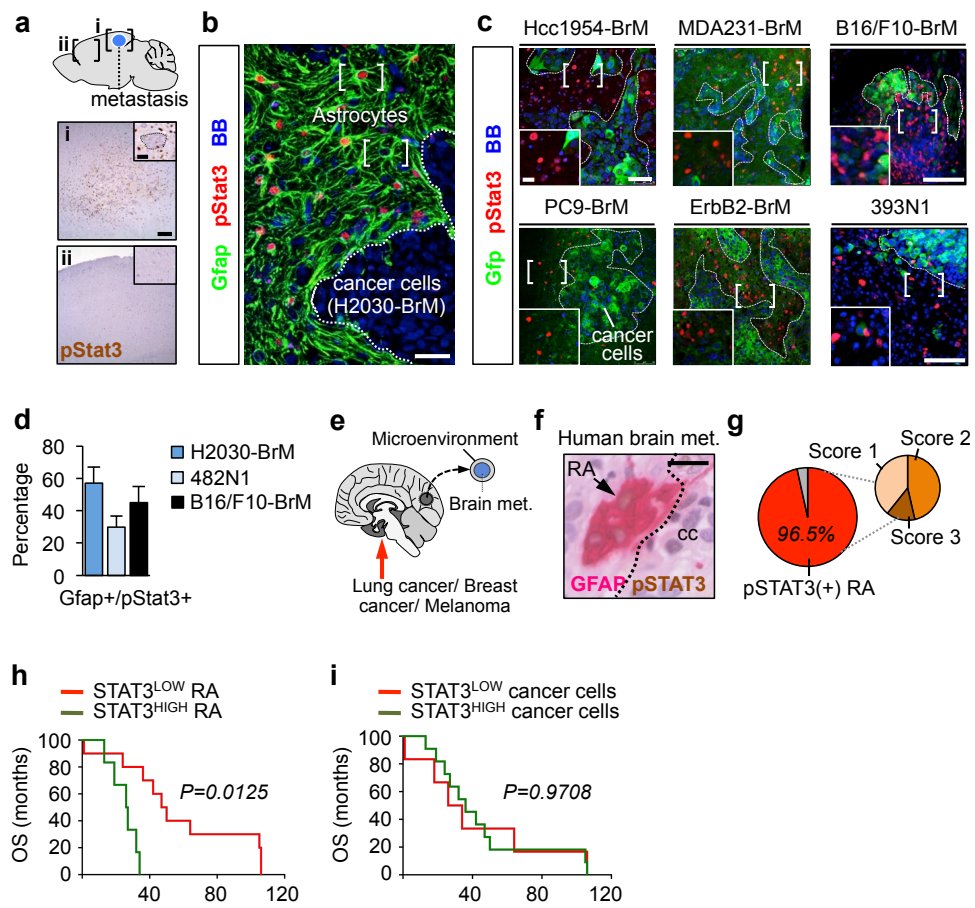 a
ii
i
metastasis
i
ii
pStat3
b
Gfap pStat3 BB
Astrocytes
cancer cells
(H2030-BrM)
c
Gfp pStat3 BB
Hcc1954-BrM
MDA231-BrM
B16/F10-BrM
PC9-BrM
ErbB2-BrM
393N1
cancer
cells
d
Percentage
80
60
40
20
0
Gfap+/pStat3+
H2030-BrM
482N1
B16/F10-BrM
e
Microenvironment
Brain met.
Lung cancer/ Breast
cancer/ Melanoma
f
Human brain met.
RA
cc
GFAP pSTAT3
g
Score 1
Score 2
Score 3
96.5%
pSTAT3(+) RA
h
STAT3LOW RA
STAT3HIGH RA
OS (months)
100
80
60
40
20
0
P=0.0125
40
80
120
i
STAT3LOW cancer cells
STAT3HIGH cancer cells
OS (months)
100
80
60
40
20
0
P=0.9708
40
80
120